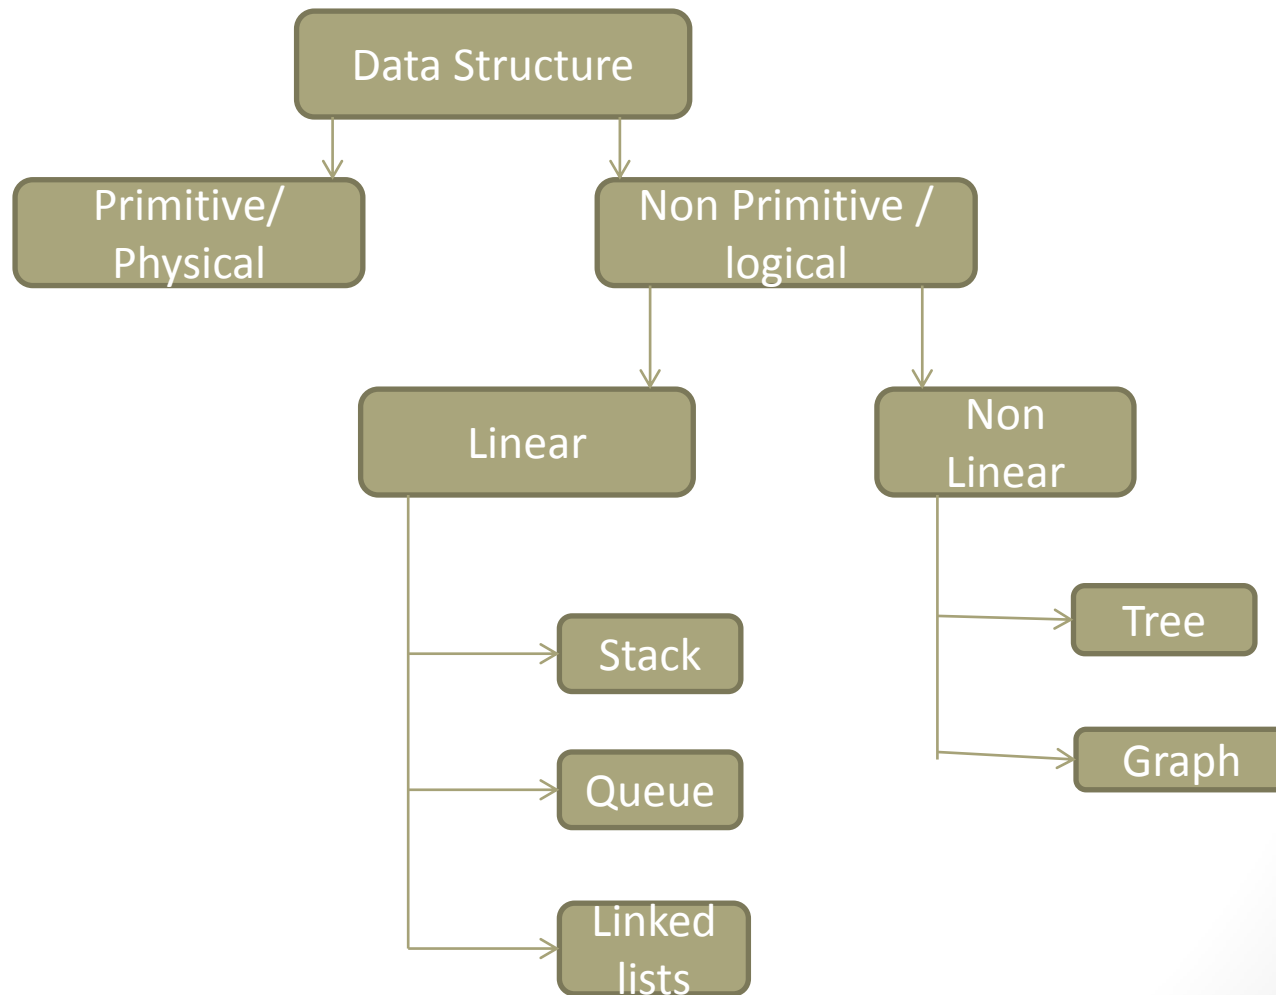 Data Structure
Primitive/
Physical
Non Primitive /
logical
Linear
Non
Linear
Stack
Queue
Linked
lists
Tree
Graph